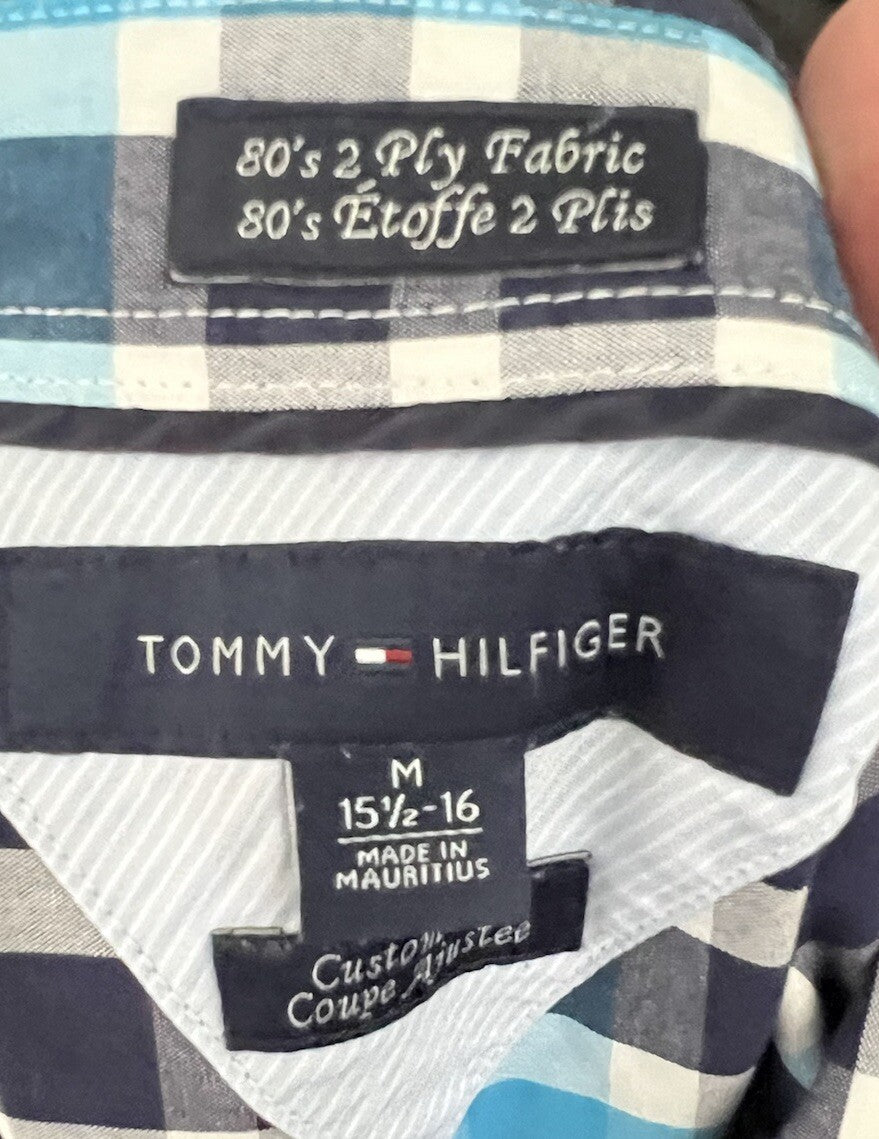 80's 2 Ply Fabric
80's Étoffe 2 Plis
TOMMY HILFIGER
M
15½-16
MADE IN
MAURITIUS
Custom
Coupe Ajustee